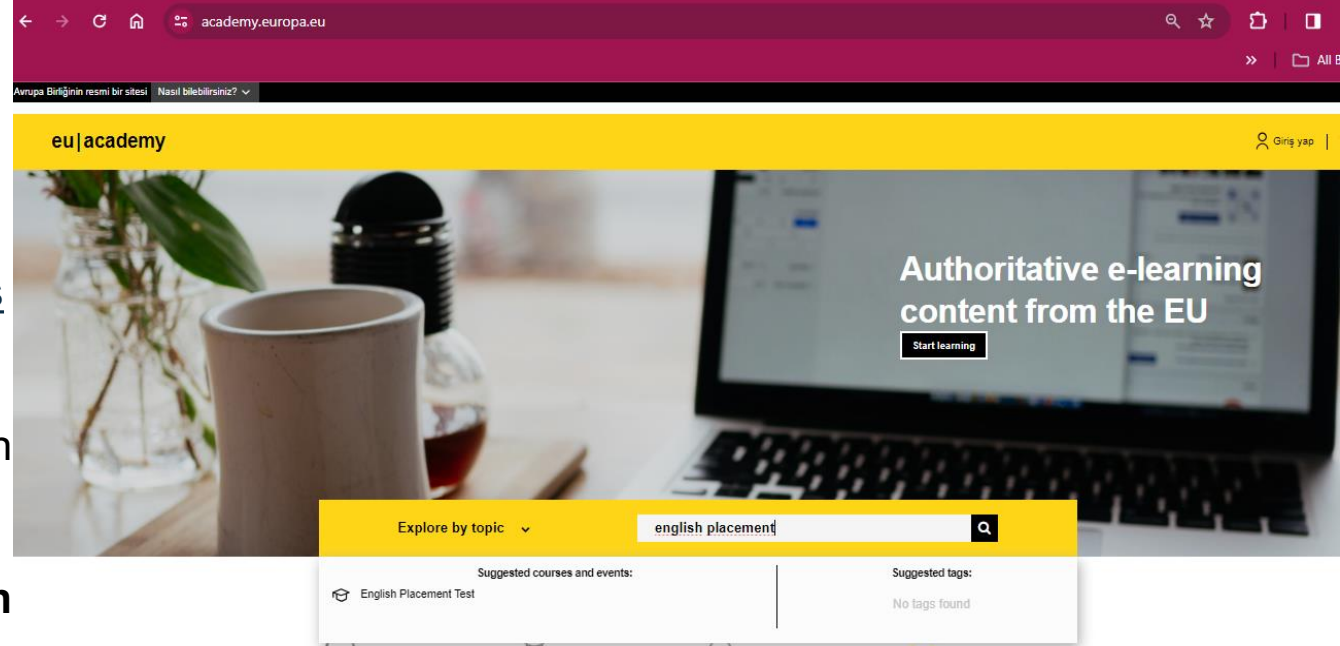 academy.europa.eu
All B
Avrupa Birliğinin resmi bir sitesi Nasıl bilebilirsiniz?
eu|academy
Giriş yap
Authoritative e-learning
content from the EU
Start learning
Explore by topic
english placement
Suggested courses and events:
Suggested tags:
English Placement Test
No tags found